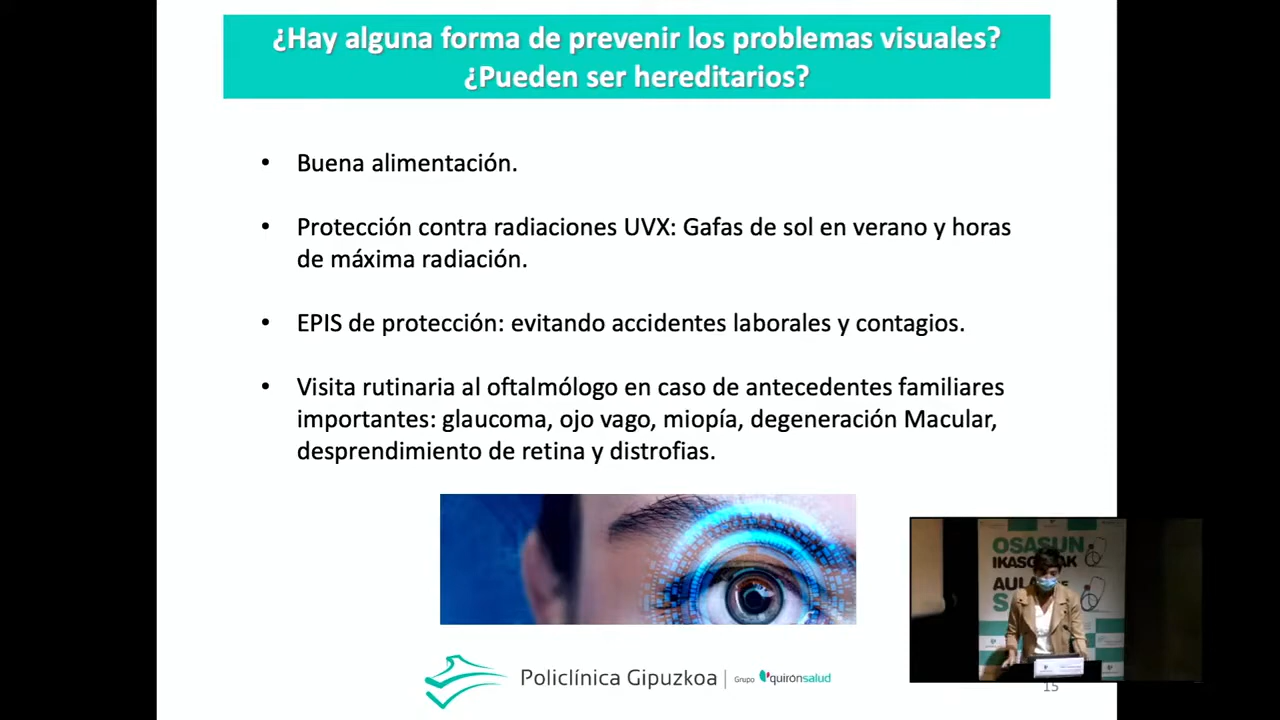 ¿Hay alguna forma de prevenir los problemas visuales?
¿Pueden ser hereditarios?
• Buena alimentación.
• Protección contra radiaciones UVX: Gafas de sol en verano y horas
de máxima radiación.
• EPIS de protección: evitando accidentes laborales y contagios.
• Visita rutinaria al oftalmólogo en caso de antecedentes familiares
importantes: glaucoma, ojo vago, miopía, degeneración Macular,
desprendimiento de retina y distrofias.
Policlínica Gipuzkoa | Grupo quirónsalud
15
OSASUN
AULA